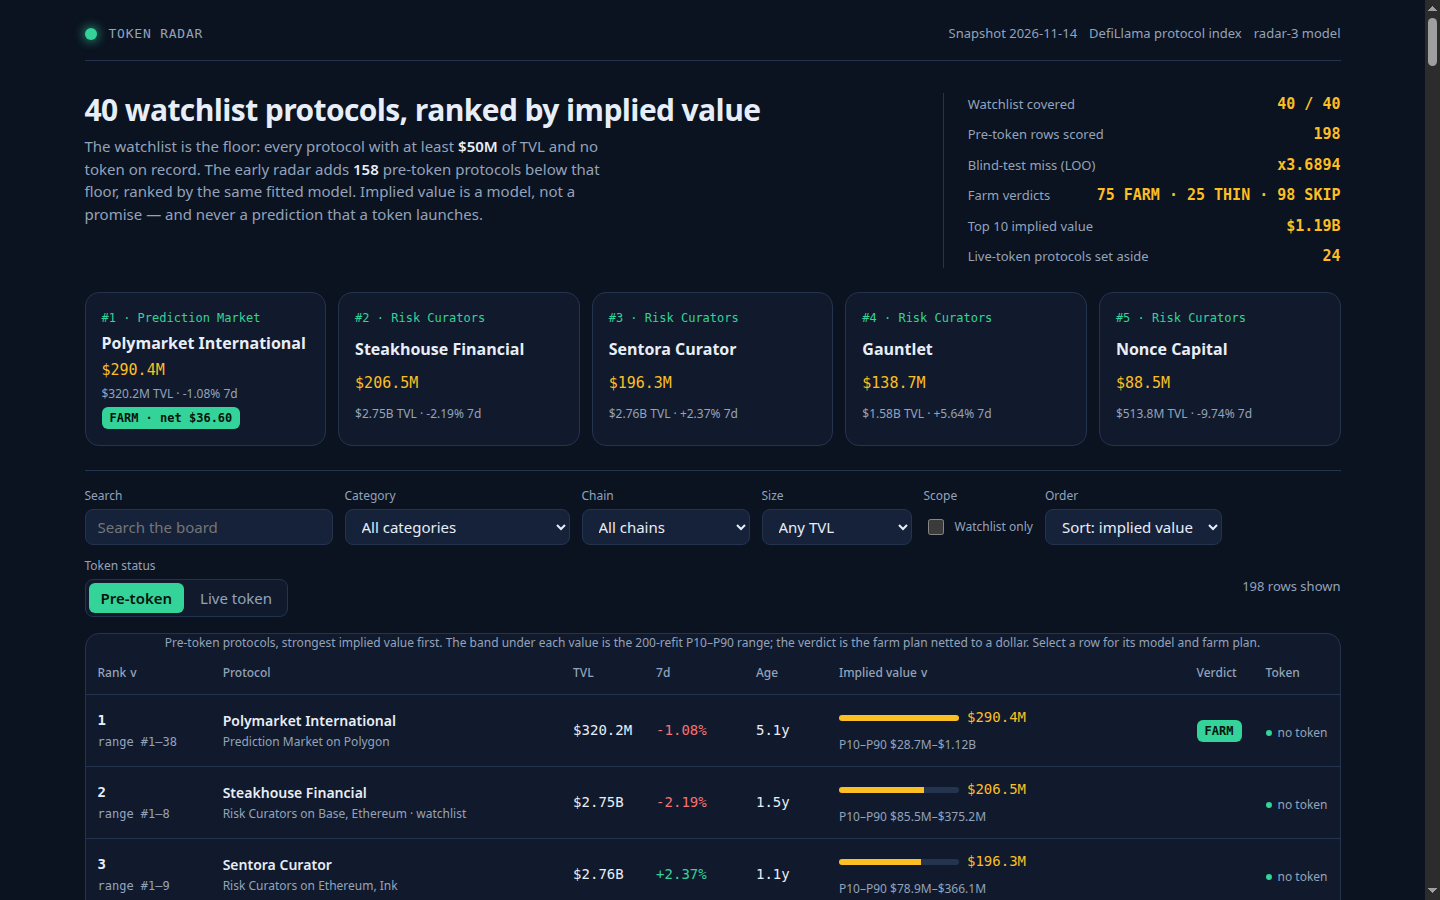 TOKEN RADAR
Snapshot 2026-11-14 DefiLlama protocol index radar-3 model
40 watchlist protocols, ranked by implied value
The watchlist is the floor: every protocol with at least $50M of TVL and no
token on record. The early radar adds 158 pre-token protocols below that
floor, ranked by the same fitted model. Implied value is a model, not a
promise — and never a prediction that a token launches.
Watchlist covered 40 / 40
Pre-token rows scored 198
Blind-test miss (LOO) x3.6894
Farm verdicts 75 FARM · 25 THIN · 98 SKIP
Top 10 implied value $1.19B
Live-token protocols set aside 24
#1 · Prediction Market
Polymarket International
$290.4M
$320.2M TVL · -1.08% 7d
FARM · net $36.60
#2 · Risk Curators
Steakhouse Financial
$206.5M
$2.75B TVL · -2.19% 7d
#3 · Risk Curators
Sentora Curator
$196.3M
$2.76B TVL · +2.37% 7d
#4 · Risk Curators
Gauntlet
$138.7M
$1.58B TVL · +5.64% 7d
#5 · Risk Curators
Nonce Capital
$88.5M
$513.8M TVL · -9.74% 7d
Search Category Chain Size Scope Order
Search the board All categories All chains Any TVL Watchlist only Sort: implied value
Token status
Pre-token Live token
198 rows shown
Pre-token protocols, strongest implied value first. The band under each value is the 200-refit P10–P90 range; the verdict is the farm plan netted to a dollar. Select a row for its model and farm plan.
Rank v Protocol TVL 7d Age Implied value v Verdict Token
1 Polymarket International $320.2M -1.08% 5.1y $290.4M FARM no token
range #1–38 Prediction Market on Polygon P10–P90 $28.7M–$1.12B
2 Steakhouse Financial $2.75B -2.19% 1.5y $206.5M no token
range #1–8 Risk Curators on Base, Ethereum · watchlist P10–P90 $85.5M–$375.2M
3 Sentora Curator $2.76B +2.37% 1.1y $196.3M no token
range #1–9 Risk Curators on Ethereum, Ink P10–P90 $78.9M–$366.1M